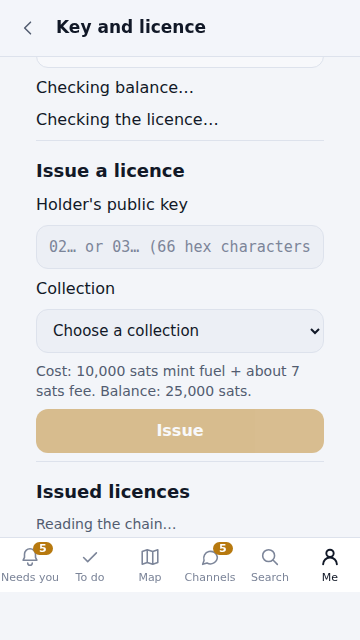 Key and licence
Checking balance…
Checking the licence…
Issue a licence
Holder's public key
02… or 03… (66 hex characters
Collection
Choose a collection
Cost: 10,000 sats mint fuel + about 7
sats fee. Balance: 25,000 sats.
Issue
Issued licences
Reading the chain…
5
5
Needs you
To do
Map
Channels
Search
Me